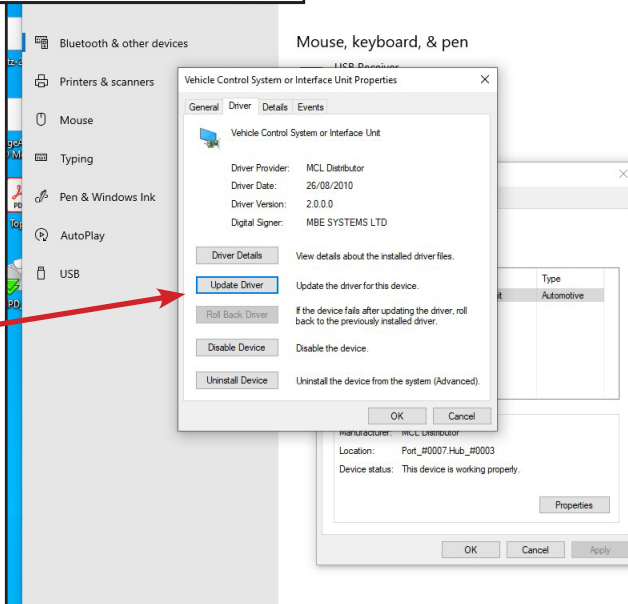 Bluetooth & other devices
Printers & scanners
Mouse
Typing
Pen & Windows Ink
AutoPlay
USB
Mouse, keyboard, & pen
USB Receiver
Vehicle Control System or Interface Unit Properties
General Driver Details Events
Vehicle Control System or Interface Unit
Driver Provider: MCL Distributor
Driver Date: 26/08/2010
Driver Version: 2.0.0.0
Digital Signer: MBE SYSTEMS LTD
Driver Details View details about the installed driver files.
Update Driver Update the driver for this device.
Roll Back Driver If the device fails after updating the driver, roll
back to the previously installed driver.
Disable Device Disable the device.
Uninstall Device Uninstall the device from the system (Advanced).
OK Cancel
Type
Automotive
Manufacturer: MCL Distributor
Location: Port_#0007.Hub_#0003
Device status: This device is working properly.
Properties
OK Cancel Apply